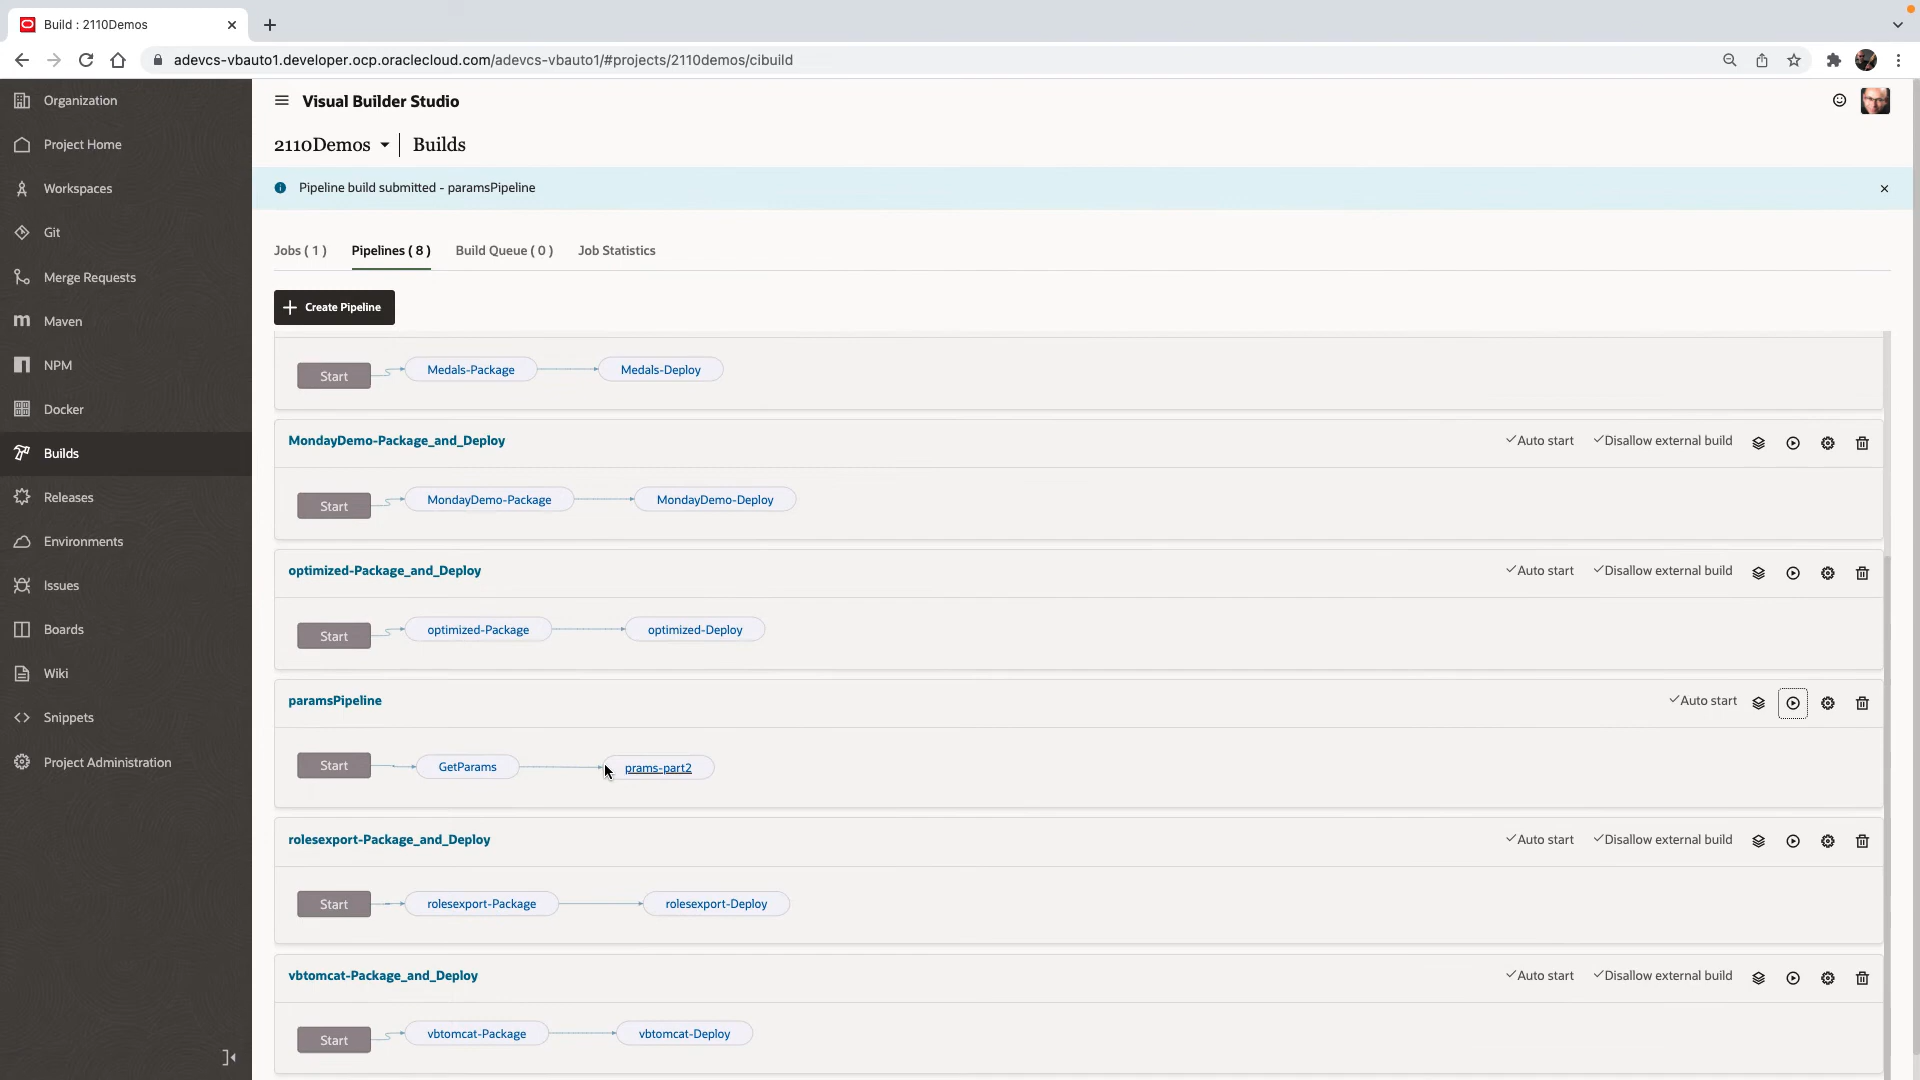 Build : 2110Demos
adevcs-vbauto1.developer.ocp.oraclecloud.com/adevcs-vbauto1/#projects/2110demos/cibuild
Organization
Project Home
Workspaces
Git
Merge Requests
Maven
NPM
Docker
Builds
Releases
Environments
Issues
Boards
Wiki
Snippets
Project Administration
Visual Builder Studio
2110Demos | Builds
Pipeline build submitted - paramsPipeline
Jobs ( 1 ) Pipelines ( 8 ) Build Queue ( 0 ) Job Statistics
+ Create Pipeline
Start Medals-Package Medals-Deploy
MondayDemo-Package_and_Deploy ✓Auto start ✓Disallow external build
Start MondayDemo-Package MondayDemo-Deploy
optimized-Package_and_Deploy ✓Auto start ✓Disallow external build
Start optimized-Package optimized-Deploy
paramsPipeline ✓Auto start
Start GetParams prams-part2
rolesexport-Package_and_Deploy ✓Auto start ✓Disallow external build
Start rolesexport-Package rolesexport-Deploy
vbtomcat-Package_and_Deploy ✓Auto start ✓Disallow external build
Start vbtomcat-Package vbtomcat-Deploy